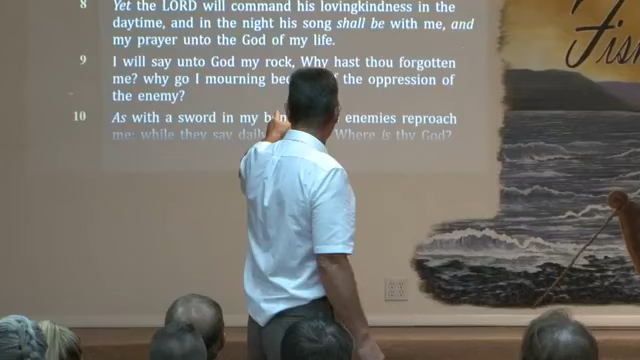 8 Yet the LORD will command his lovingkindness in the
daytime, and in the night his song shall be with me, and
my prayer unto the God of my life.
9 I will say unto God my rock, Why hast thou forgotten
me? why go I mourning bec f the oppression of
the enemy?
10 As with a sword in my b enemies reproach
me; while they say dail Where is thy God?
Fis